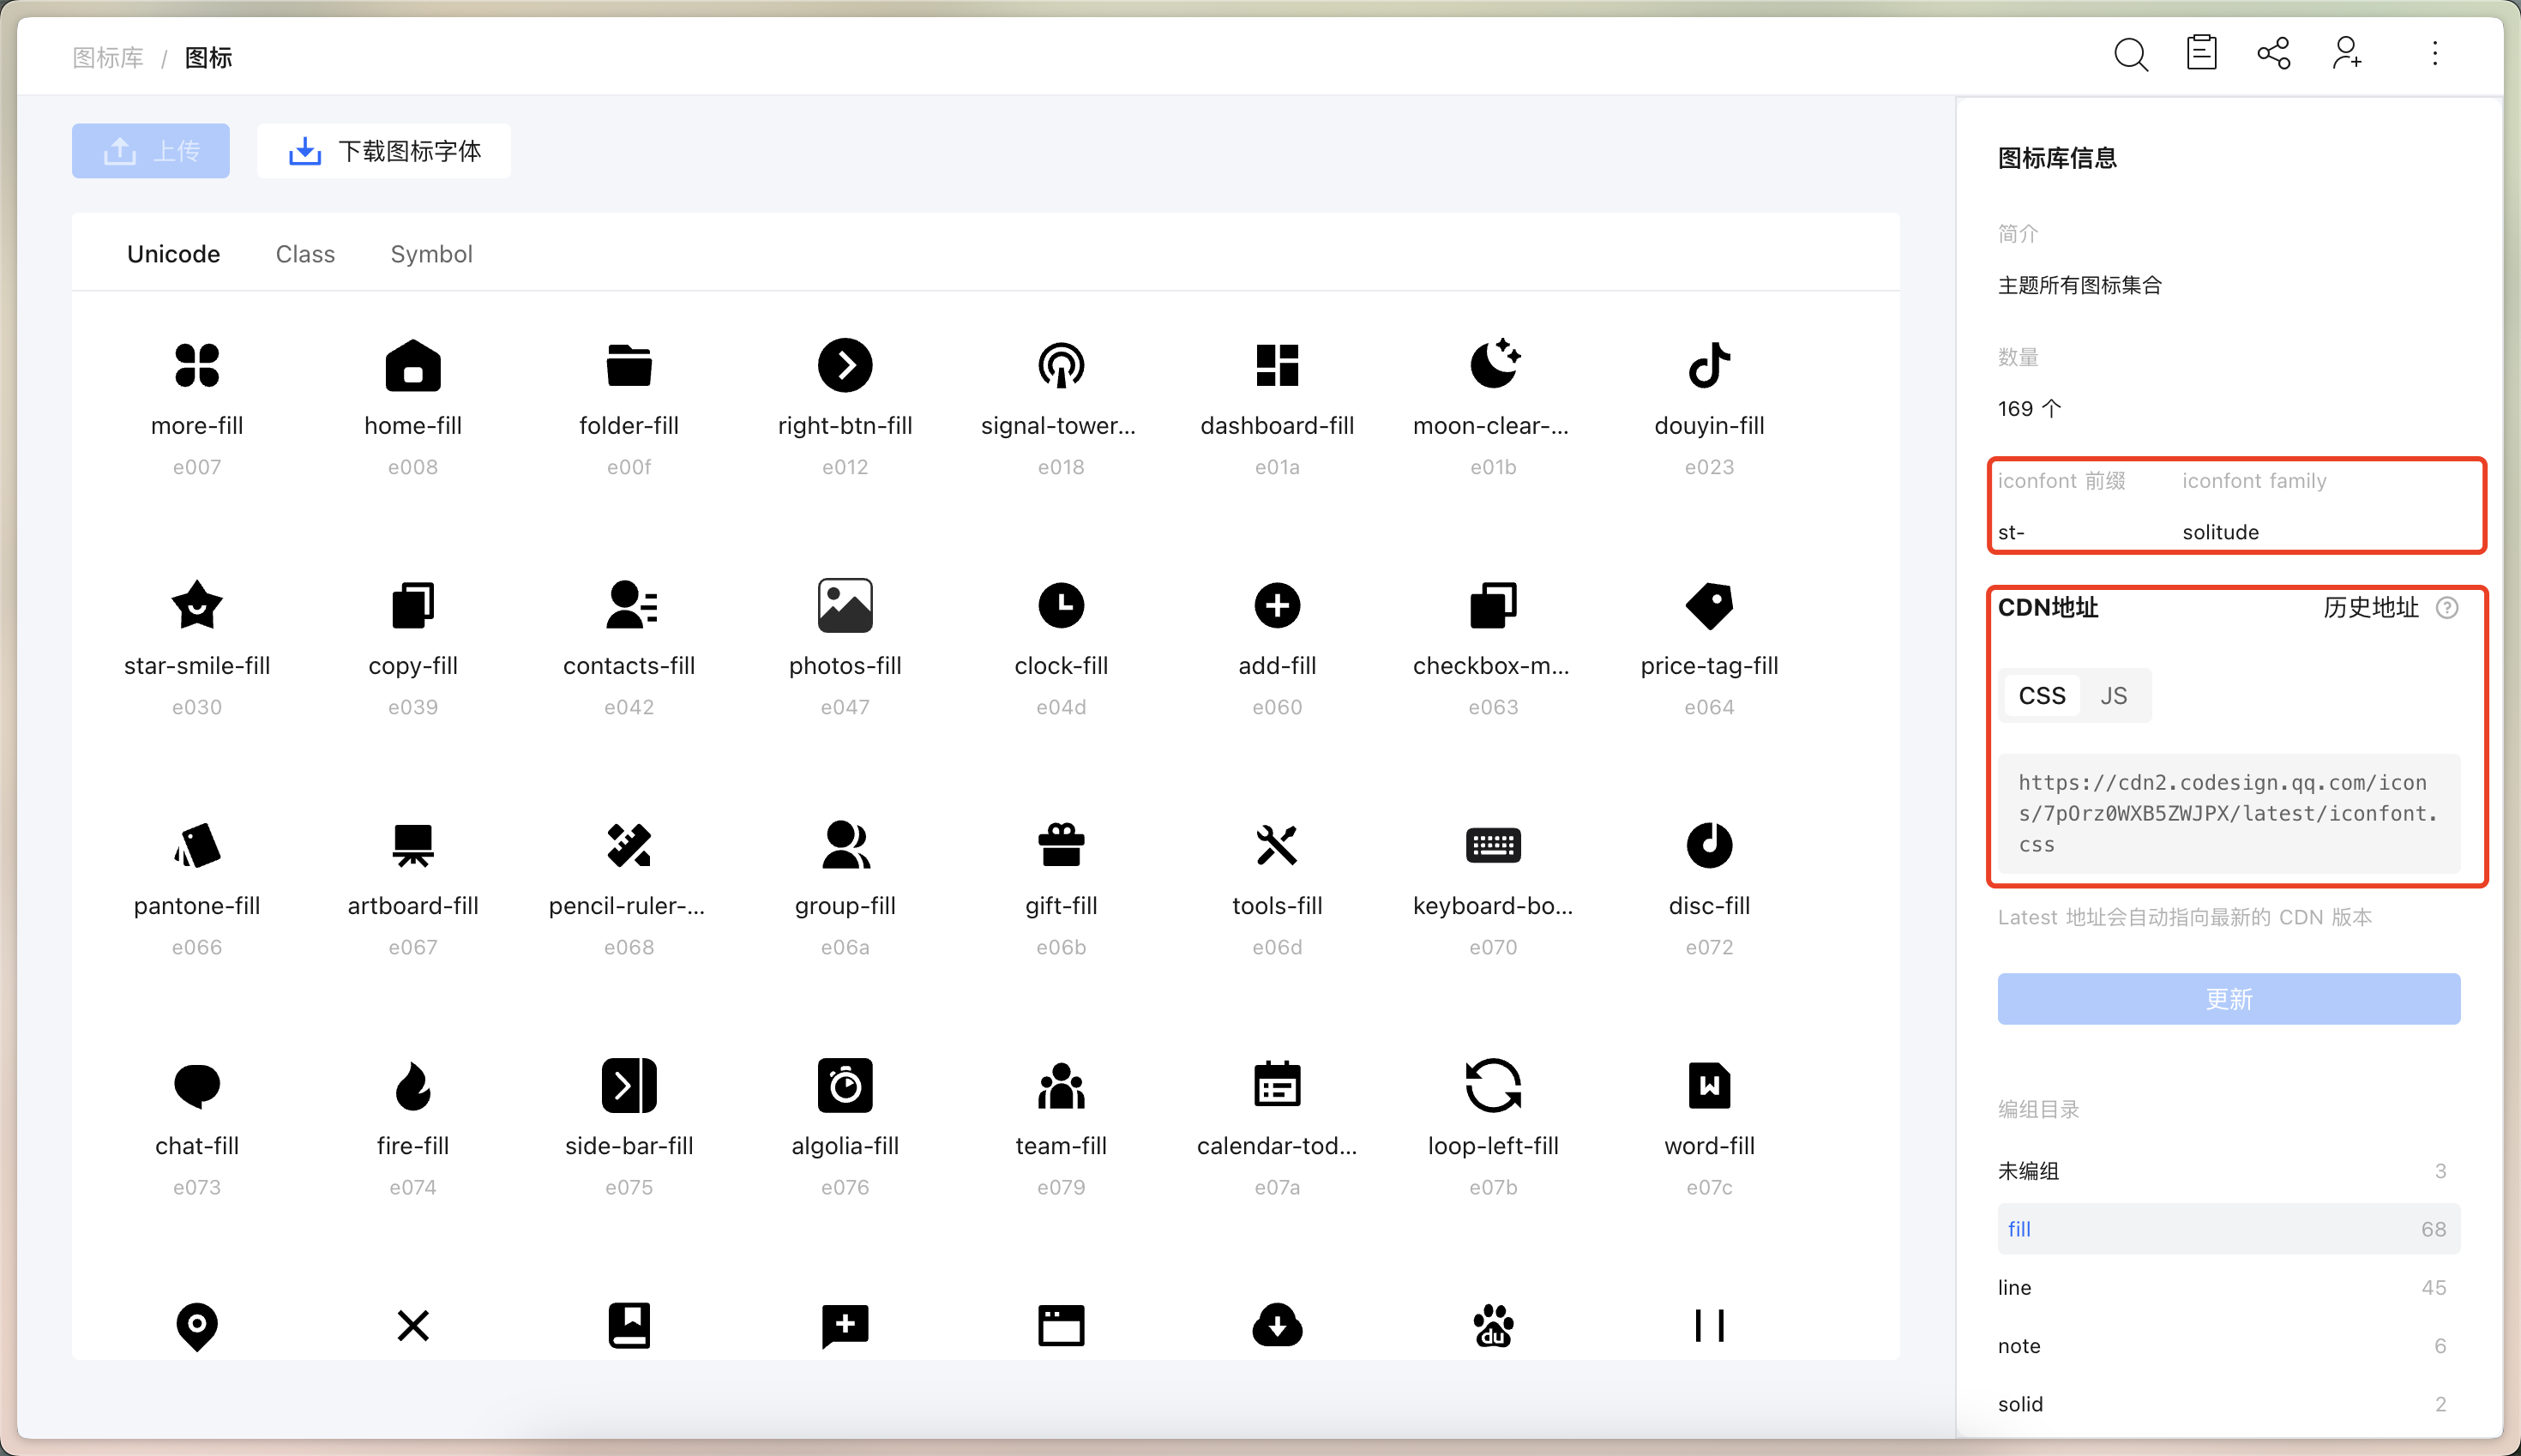 图标库 / 图标
上传
下载图标字体
Unicode Class Symbol
more-fill home-fill folder-fill right-btn-fill signal-tower... dashboard-fill moon-clear-... douyin-fill
e007 e008 e00f e012 e018 e01a e01b e023
star-smile-fill copy-fill contacts-fill photos-fill clock-fill add-fill checkbox-m... price-tag-fill
e030 e039 e042 e047 e04d e060 e063 e064
pantone-fill artboard-fill pencil-ruler-... group-fill gift-fill tools-fill keyboard-bo... disc-fill
e066 e067 e068 e06a e06b e06d e070 e072
W
chat-fill fire-fill side-bar-fill algolia-fill team-fill calendar-tod... loop-left-fill word-fill
e073 e074 e075 e076 e079 e07a e07b e07c
du
图标库信息
简介
主题所有图标集合
数量
169 个
iconfont 前缀 iconfont family
st- solitude
CDN地址 历史地址 ?
CSS JS
https://cdn2.codesign.qq.com/icon
s/7pOrz0WXB5ZWJPX/latest/iconfont.
css
Latest 地址会自动指向最新的 CDN 版本
更新
编组目录
未编组 3
fill 68
line 45
note 6
solid 2